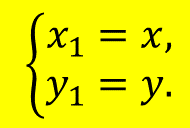 x₁ = x,
y₁ = y.